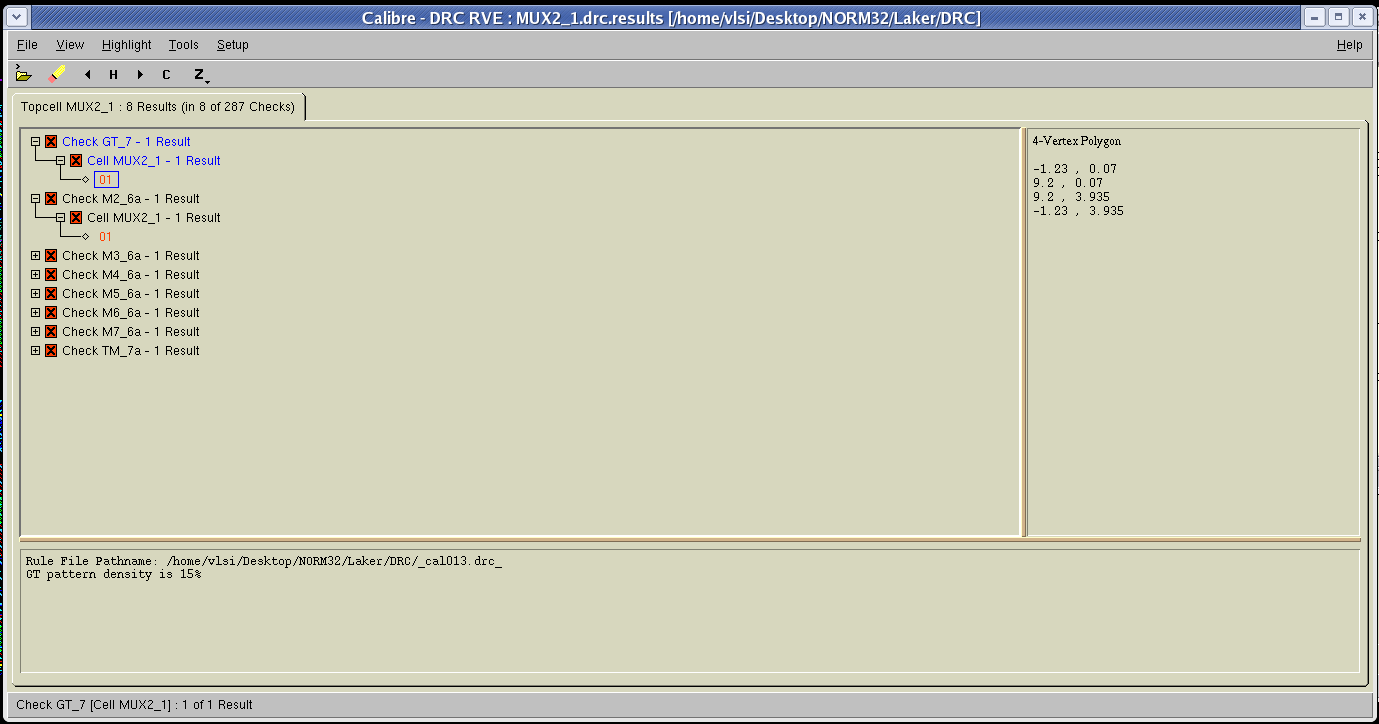 Calibre - DRC RVE : MUX2_1.drc.results [/home/vlsi/Desktop/NORM32/Laker/DRC]
File View Highlight Tools Setup Help
H C Z
Topcell MUX2_1 : 8 Results (in 8 of 287 Checks)
Check GT_7 - 1 Result
Cell MUX2_1 - 1 Result
01
Check M2_6a - 1 Result
Cell MUX2_1 - 1 Result
01
Check M3_6a - 1 Result
Check M4_6a - 1 Result
Check M5_6a - 1 Result
Check M6_6a - 1 Result
Check M7_6a - 1 Result
Check TM_7a - 1 Result
4-Vertex Polygon
-1.23 , 0.07
9.2 , 0.07
9.2 , 3.935
-1.23 , 3.935
Rule File Pathname: /home/vlsi/Desktop/NORM32/Laker/DRC/_cal013.drc_
GT pattern density is 15%
Check GT_7 [Cell MUX2_1] : 1 of 1 Result